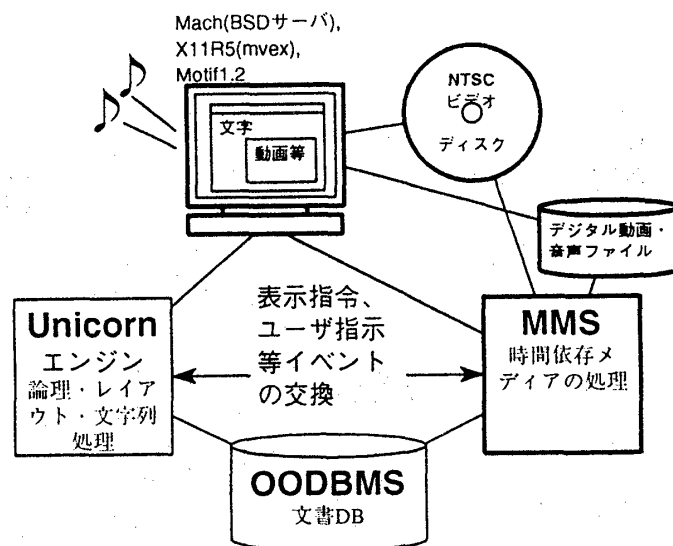 Mach(BSDサーバ),
X11R5(mvex),
Motif1.2
文字
動画等
NTSC
ビデオ
ディスク
デジタル動画・
音声ファイル
Unicorn
エンジン
論理・レイア
ウト・文字列
処理
表示指令、
ユーザ指示
等イベント
の交換
MMS
時間依存メ
ディアの処理
OODBMS
文書DB